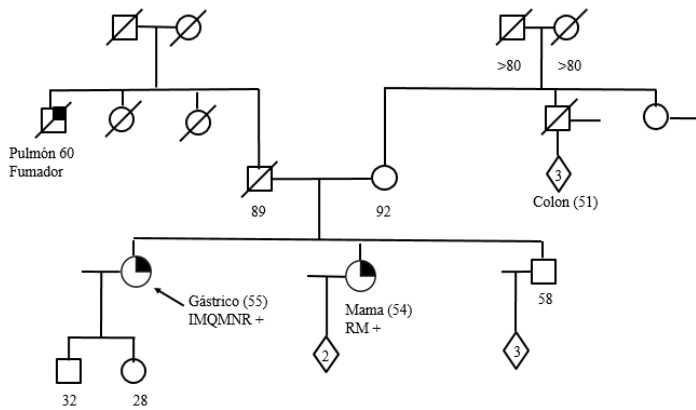 >80 >80
Pulmón 60
Fumador
3
Colon (51)
89
92
Gástrico (55)
IMQMNR +
Mama (54)
RM +
58
2
3
32
28